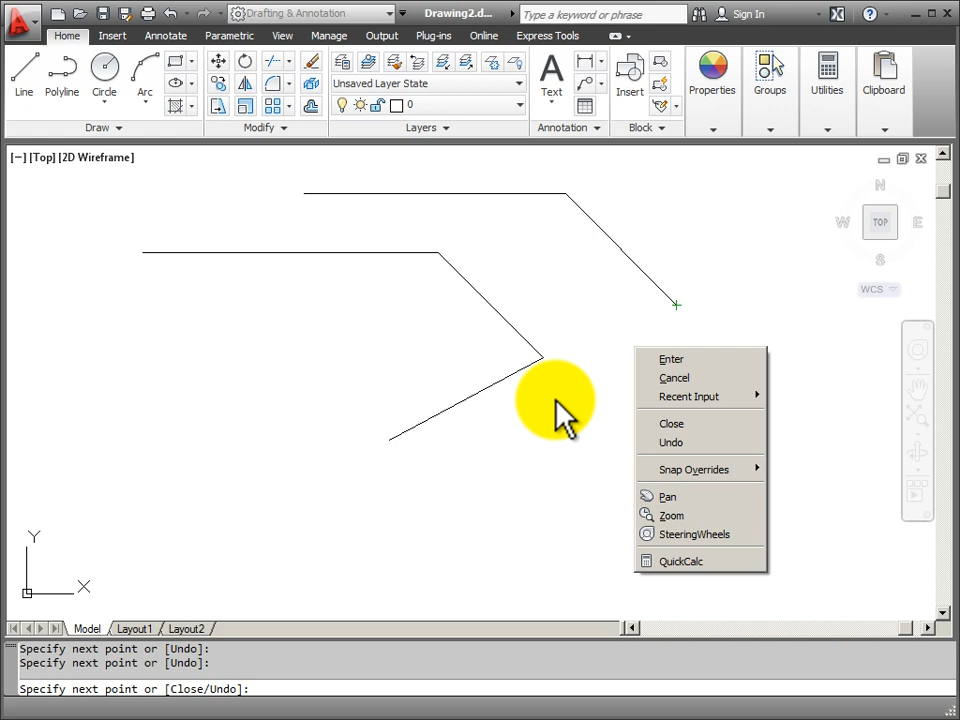 Drafting & Annotation
Drawing2.d...
Type a keyword or phrase
Sign In
Home
Insert
Annotate
Parametric
View
Manage
Output
Plug-ins
Online
Express Tools
Line
Polyline
Circle
Arc
Unsaved Layer State
0
Text
Insert
Properties
Groups
Utilities
Clipboard
Draw
Modify
Layers
Annotation
Block
[−] [Top] [2D Wireframe]
N
W
TOP
E
S
WCS
Enter
Cancel
Recent Input
Close
Undo
Snap Overrides
Pan
Zoom
SteeringWheels
QuickCalc
Y
X
Model
Layout1
Layout2
Specify next point or [Undo]:
Specify next point or [Undo]:
Specify next point or [Close/Undo]: